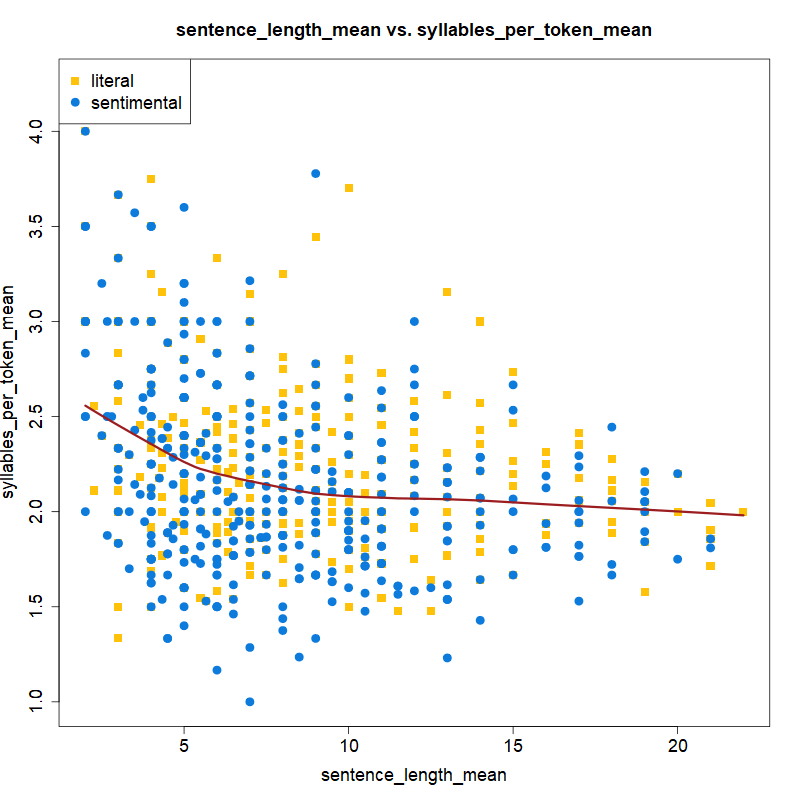 sentence_length_mean vs. syllables_per_token_mean
literal
sentimental
syllables_per_token_mean
4.0
3.5
3.0
2.5
2.0
1.5
1.0
5
10
15
20
sentence_length_mean